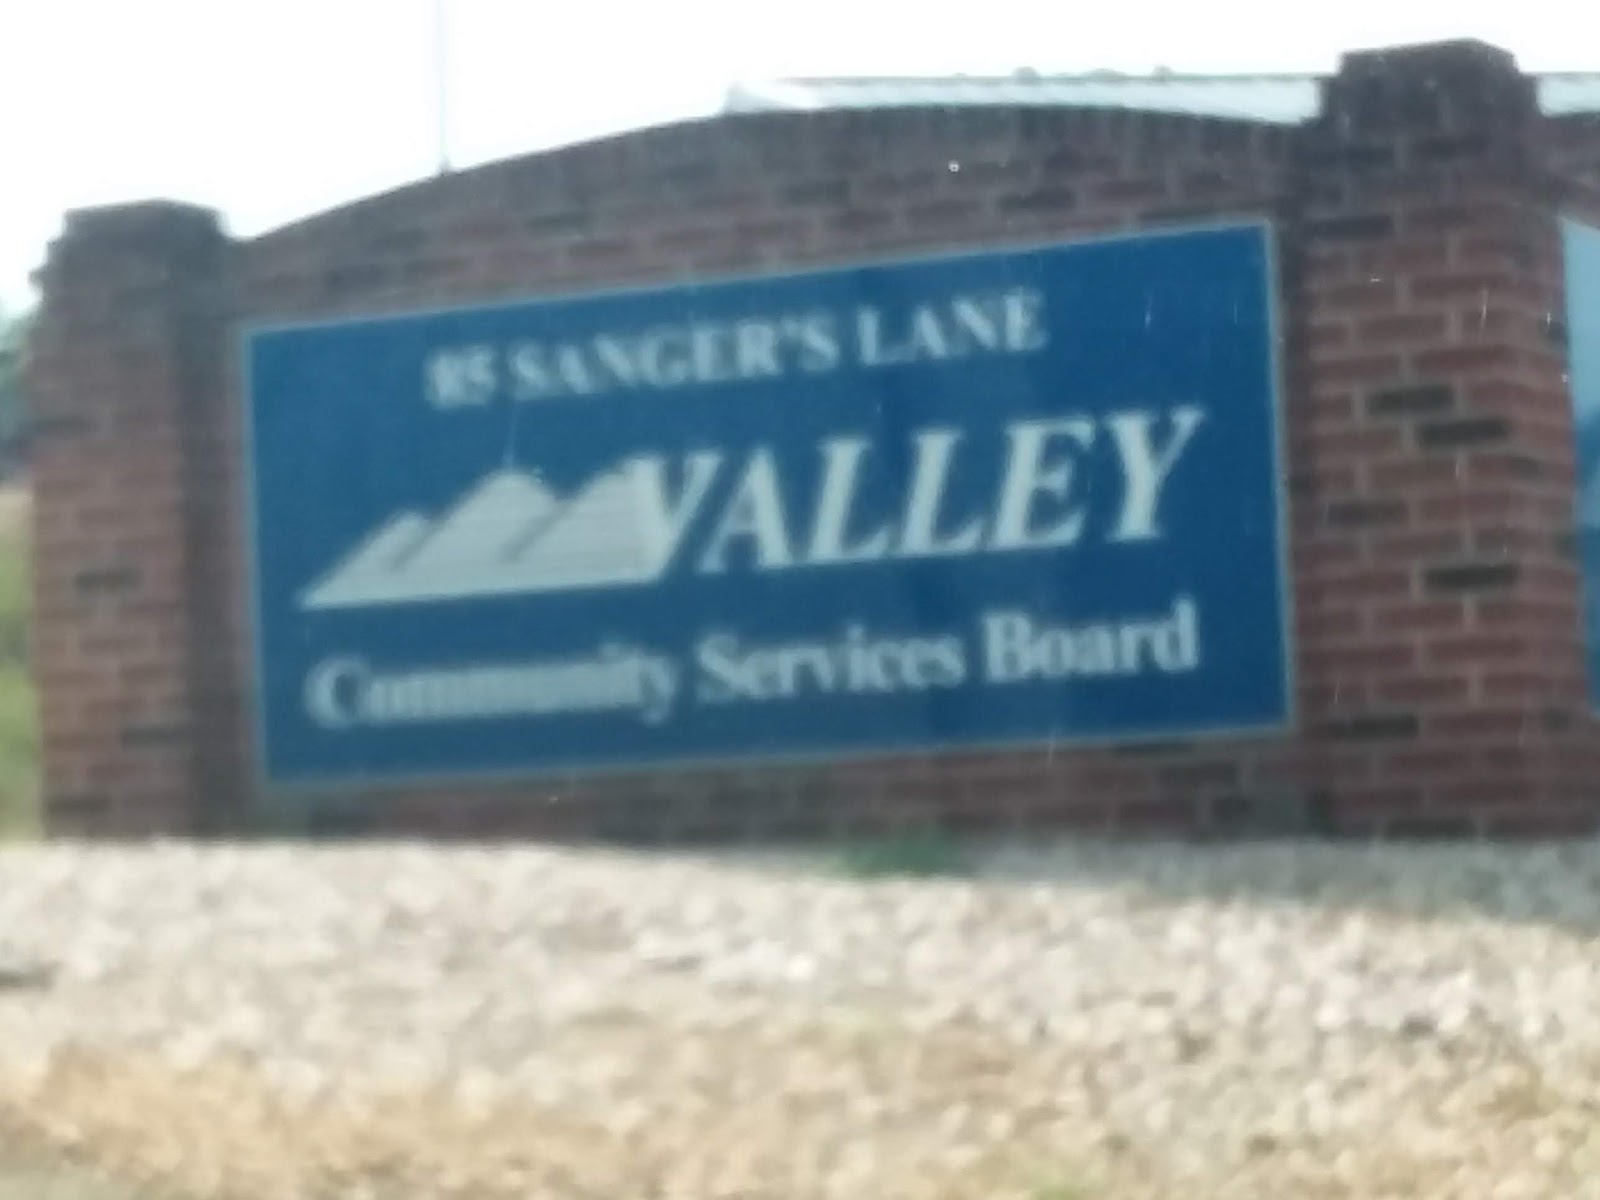 85 SANGER'S LANE
VALLEY
Community Services Board